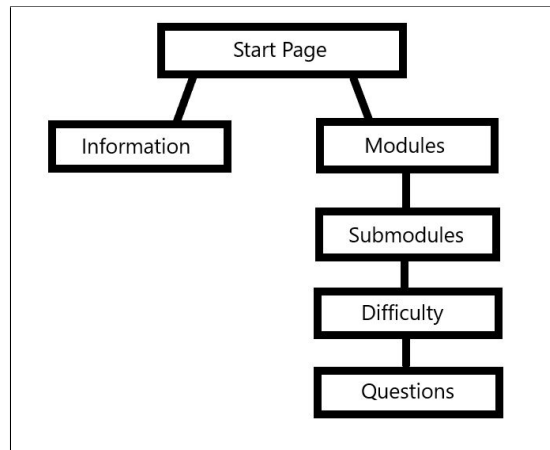 Start Page
Information
Modules
Submodules
Difficulty
Questions